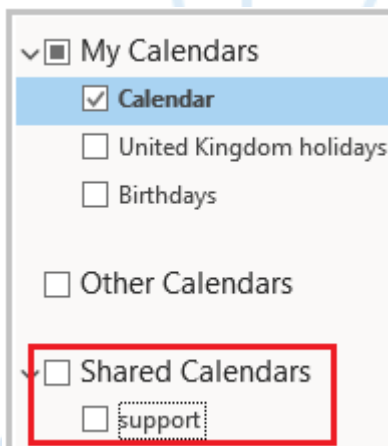 My Calendars
Calendar
United Kingdom holidays
Birthdays
Other Calendars
Shared Calendars
support